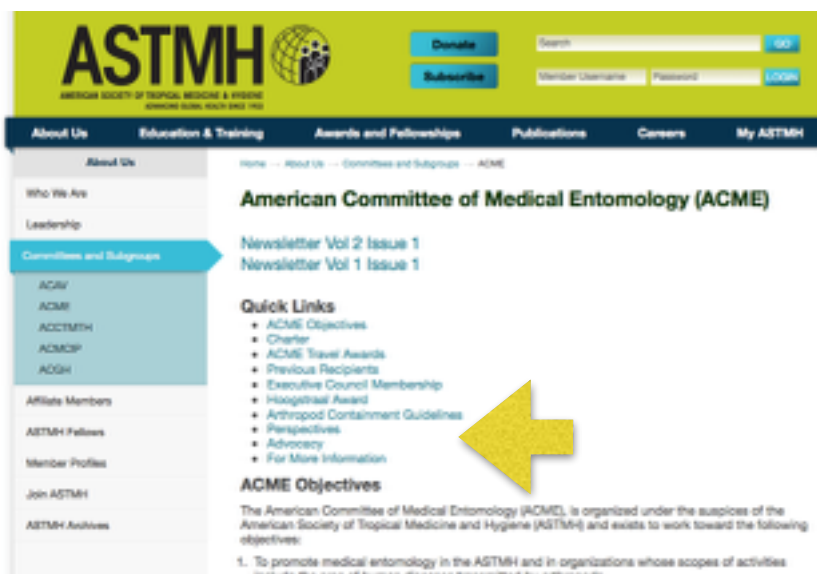 ASTMH
AMERICAN SOCIETY OF TROPICAL MEDICINE & HYGIENE
ADVANCING GLOBAL HEALTH SINCE 1903
Donate
Subscribe
Search
GO
Member Username
Password
LOGIN
About Us
Education & Training
Awards and Fellowships
Publications
Careers
My ASTMH
About Us
Who We Are
Leadership
Committees and Subgroups
ACAV
ACME
ACCTMTH
ACMCIP
ACGH
Affiliate Members
ASTMH Fellows
Member Profiles
Join ASTMH
ASTMH Archives
Home → About Us → Committees and Subgroups → ACME
American Committee of Medical Entomology (ACME)
Newsletter Vol 2 Issue 1
Newsletter Vol 1 Issue 1
Quick Links
• ACME Objectives
• Charter
• ACME Travel Awards
• Previous Recipients
• Executive Council Membership
• Hoogstraal Award
• Arthropod Containment Guidelines
• Perspectives
• Advocacy
• For More Information
ACME Objectives
The American Committee of Medical Entomology (ACME), is organized under the auspices of the
American Society of Tropical Medicine and Hygiene (ASTMH) and exists to work toward the following
objectives:
1. To promote medical entomology in the ASTMH and in organizations whose scopes of activities